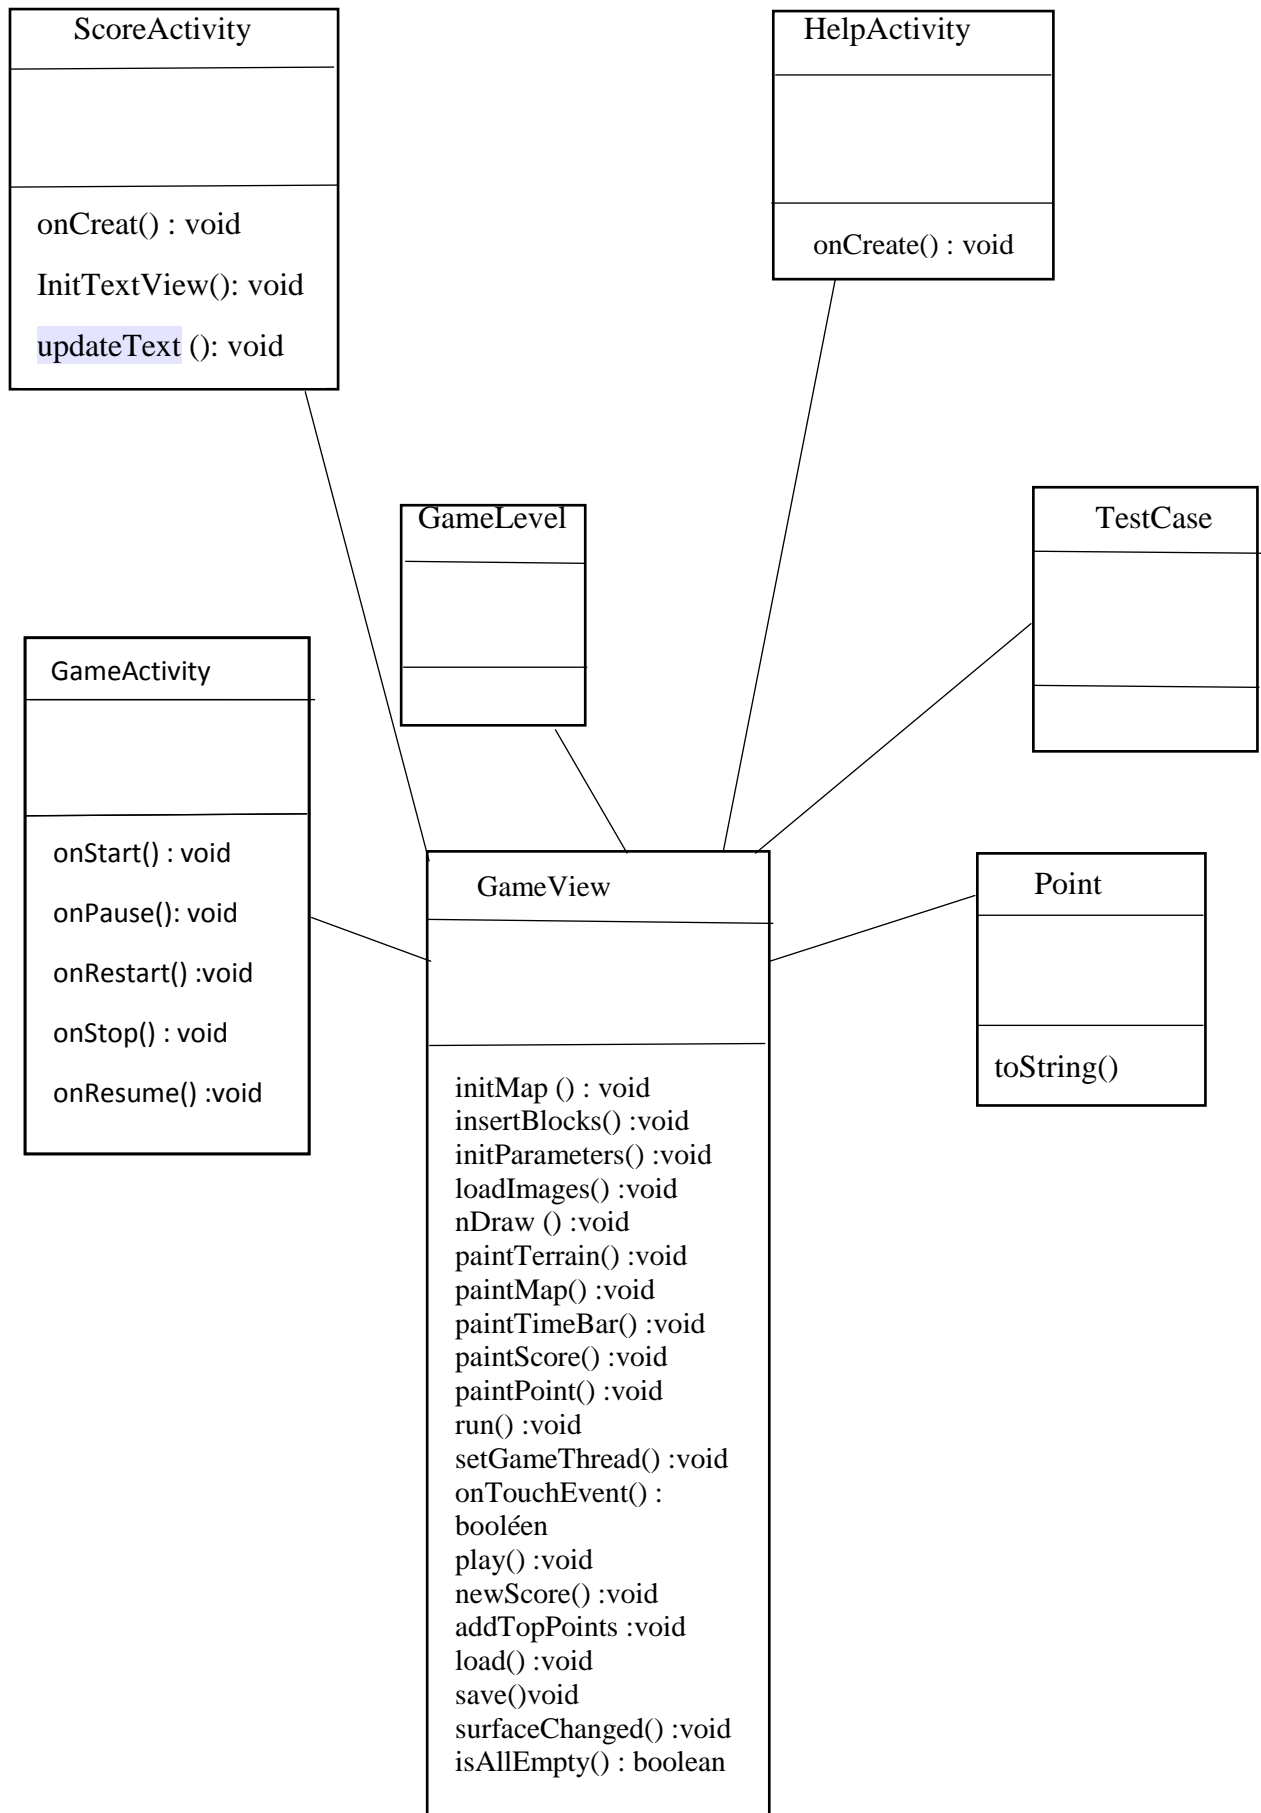 ScoreActivity
onCreat() : void
InitTextView(): void
updateText (): void
HelpActivity
onCreate() : void
GameLevel
TestCase
GameActivity
onStart() : void
onPause(): void
onRestart() :void
onStop() : void
onResume() :void
GameView
initMap () : void
insertBlocks() :void
initParameters() :void
loadImages() :void
nDraw () :void
paintTerrain() :void
paintMap() :void
paintTimeBar() :void
paintScore() :void
paintPoint() :void
run() :void
setGameThread() :void
onTouchEvent() :
booléen
play() :void
newScore() :void
addTopPoints :void
load() :void
save()void
surfaceChanged() :void
isAllEmpty() : boolean
Point
toString()